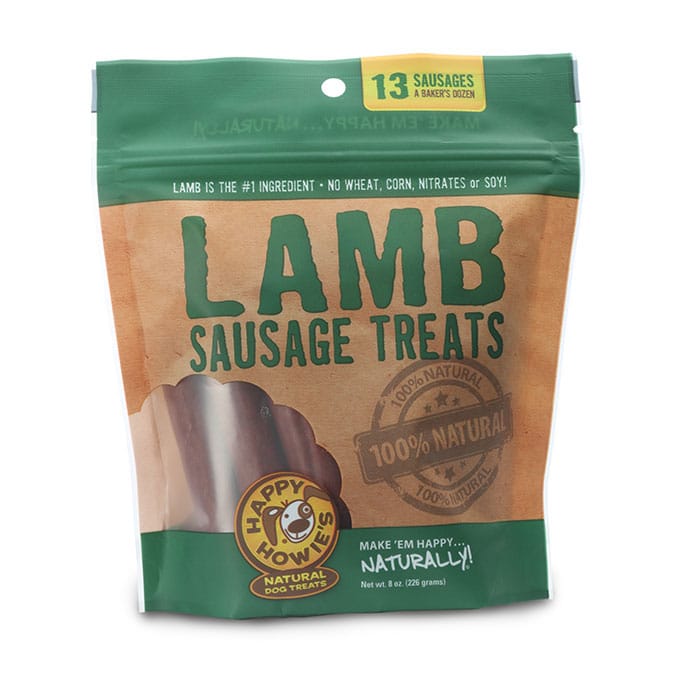 13 SAUSAGES
A BAKER'S DOZEN
MAKE 'EM HAPPY... NATURALLY!
LAMB IS THE #1 INGREDIENT • NO WHEAT, CORN, NITRATES or SOY!
LAMB
SAUSAGE TREATS
100% NATURAL
100% NATURAL
100% NATURAL
HAPPY
HOWIE'S
NATURAL
DOG TREATS
MAKE 'EM HAPPY...
NATURALLY!
Net wt. 8 oz. (226 grams)